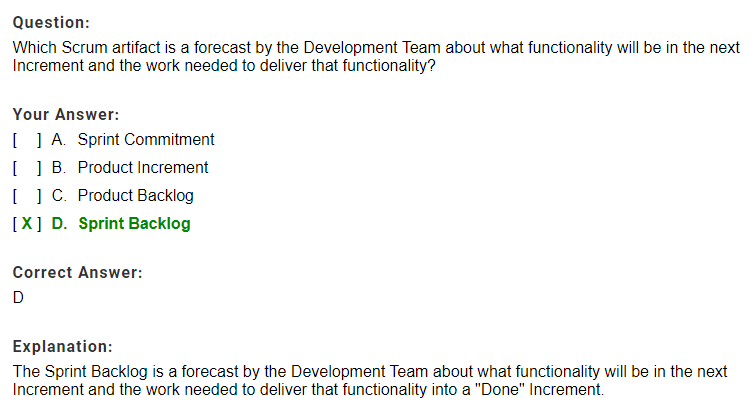 Question:
Which Scrum artifact is a forecast by the Development Team about what functionality will be in the next
Increment and the work needed to deliver that functionality?
Your Answer:
[ ] A. Sprint Commitment
[ ] B. Product Increment
[ ] C. Product Backlog
[ X ] D. Sprint Backlog
Correct Answer:
D
Explanation:
The Sprint Backlog is a forecast by the Development Team about what functionality will be in the next
Increment and the work needed to deliver that functionality into a "Done" Increment.